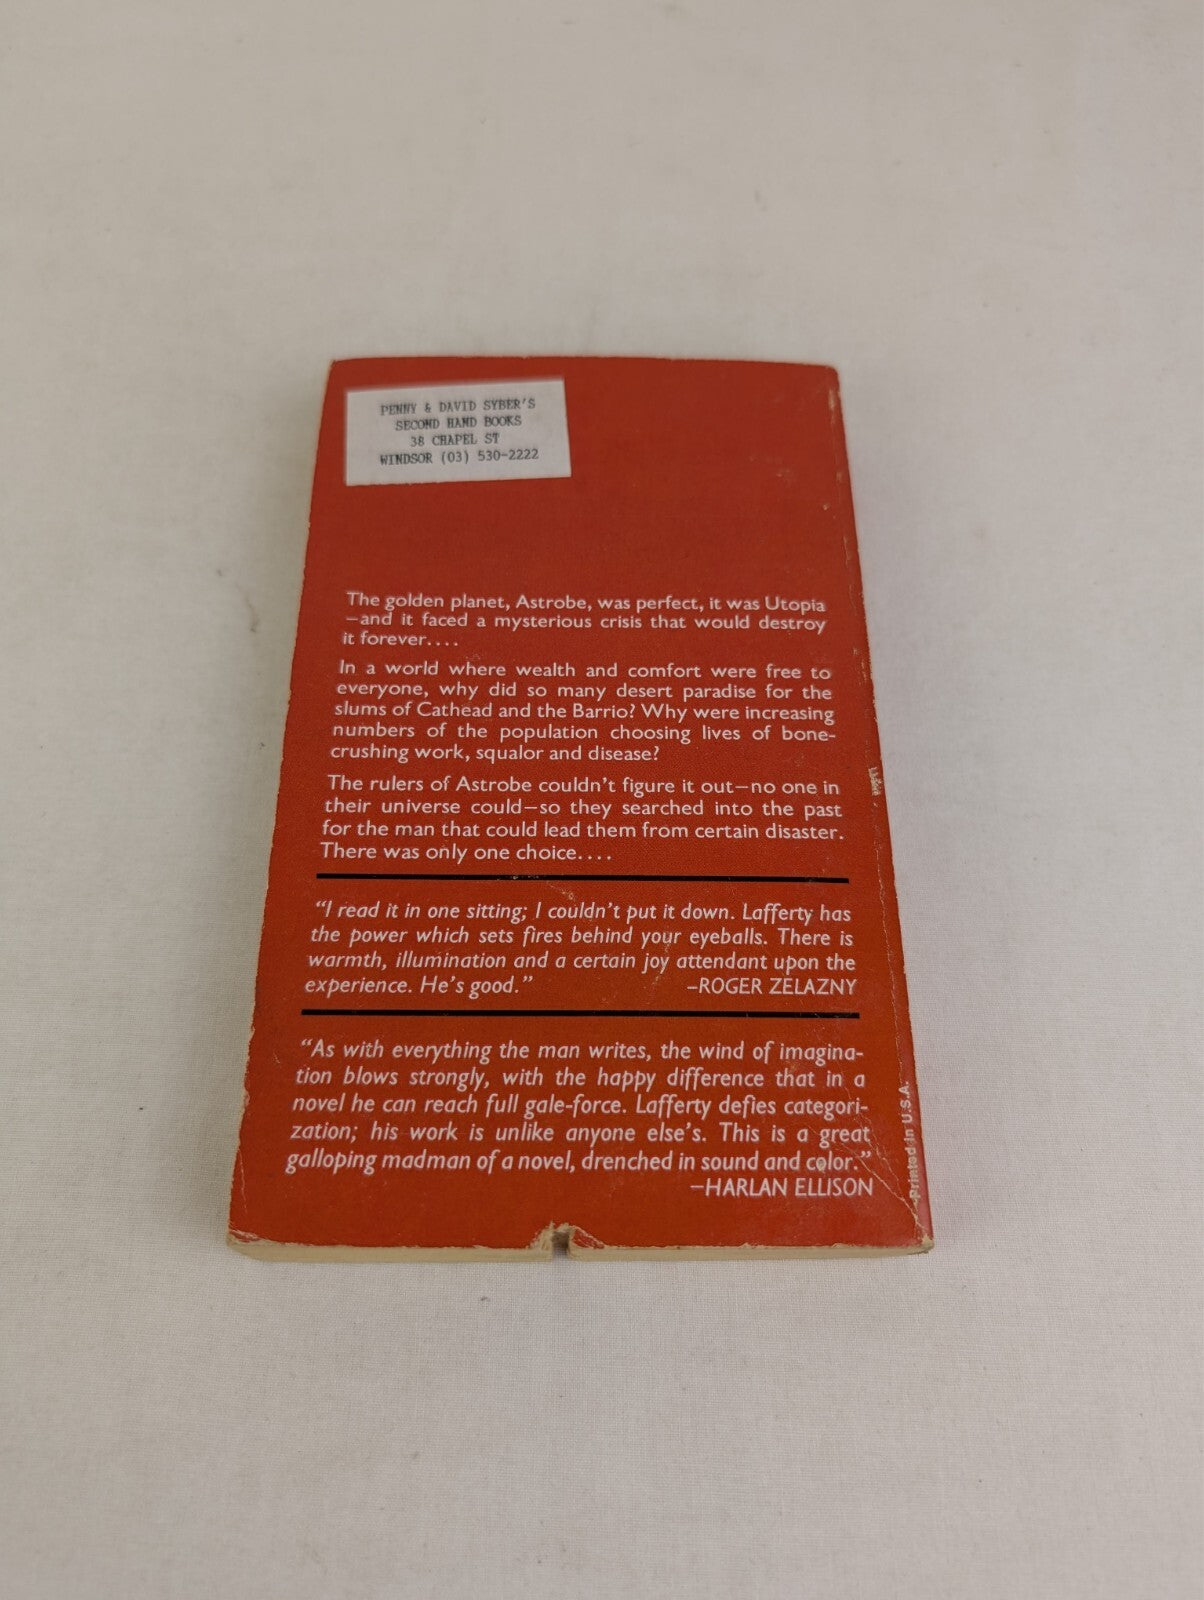 PENNY & DAVID SYBER'S
SECOND HAND BOOKS
38 CHAPEL ST
WINDSOR (03) 530-2222
The golden planet, Astrobe, was perfect, it was Utopia
—and it faced a mysterious crisis that would destroy
it forever....
In a world where wealth and comfort were free to
everyone, why did so many desert paradise for the
slums of Cathead and the Barrio? Why were increasing
numbers of the population choosing lives of bone-
crushing work, squalor and disease?
The rulers of Astrobe couldn't figure it out—no one in
their universe could—so they searched into the past
for the man that could lead them from certain disaster.
There was only one choice....
"I read it in one sitting; I couldn't put it down. Lafferty has
the power which sets fires behind your eyeballs. There is
warmth, illumination and a certain joy attendant upon the
experience. He's good." —ROGER ZELAZNY
"As with everything the man writes, the wind of imagina-
tion blows strongly, with the happy difference that in a
novel he can reach full gale-force. Lafferty defies categori-
zation; his work is unlike anyone else's. This is a great
galloping madman of a novel, drenched in sound and color."
—HARLAN ELLISON
Printed in U.S.A.